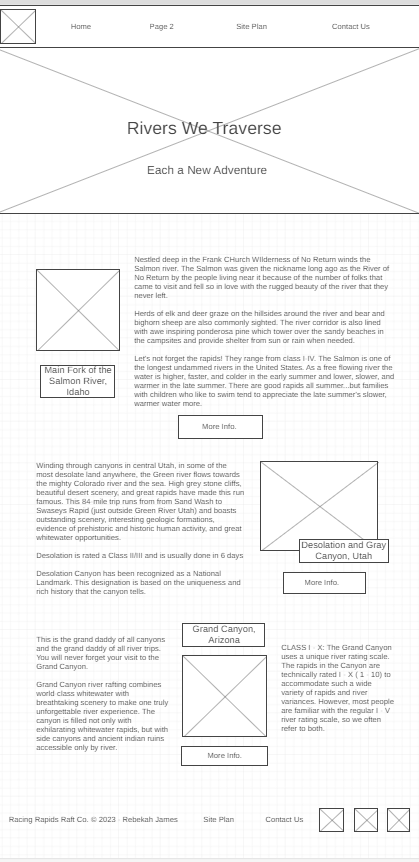 Home
Page 2
Site Plan
Contact Us
Rivers We Traverse
Each a New Adventure
Nestled deep in the Frank CHurch Wilderness of No Return winds the
Salmon river. The Salmon was given the nickname long ago as the River of
No Return by the people living near it because of the number of folks that
came to visit and fell so in love with the rugged beauty of the river that they
never left.
Herds of elk and deer graze on the hillsides around the river and bear and
bighorn sheep are also commonly sighted. The river corridor is also lined
with awe inspiring ponderosa pine which tower over the sandy beaches in
the campsites and provide shelter from sun or rain when needed.
Let's not forget the rapids! They range from class I-IV. The Salmon is one of
the longest undammed rivers in the United States. As a free flowing river the
water is higher, faster, and colder in the early summer and lower, slower, and
warmer in the late summer. There are good rapids all summer...but families
with children who like to swim tend to appreciate the late summer's slower,
warmer water more.
Main Fork of the
Salmon River,
Idaho
More Info.
Winding through canyons in central Utah, in some of the
most desolate land anywhere, the Green river flows towards
the mighty Colorado river and the sea. High grey stone cliffs,
beautiful desert scenery, and great rapids have made this run
famous. This 84 mile trip runs from from Sand Wash to
Swaseys Rapid (just outside Green River Utah) and boasts
outstanding scenery, interesting geologic formations,
evidence of prehistoric and historic human activity, and great
whitewater opportunities.
Desolation is rated a Class II/III and is usually done in 6 days
Desolation Canyon has been recognized as a National
Landmark. This designation is based on the uniqueness and
rich history that the canyon tells.
Desolation and Gray
Canyon, Utah
More Info.
This is the grand daddy of all canyons
and the grand daddy of all river trips.
You will never forget your visit to the
Grand Canyon.
Grand Canyon river rafting combines
world class whitewater with
breathtaking scenery to make one truly
unforgettable river experience. The
canyon is filled not only with
exhilarating whitewater rapids, but with
side canyons and ancient indian ruins
accessible only by river.
Grand Canyon,
Arizona
More Info.
CLASS I - X: The Grand Canyon
uses a unique river rating scale.
The rapids in the Canyon are
technically rated I - X ( 1 - 10) to
accommodate such a wide
variety of rapids and river
variances. However, most people
are familiar with the regular I - V
river rating scale, so we often
refer to both.
Racing Rapids Raft Co. © 2023 Rebekah James
Site Plan
Contact Us